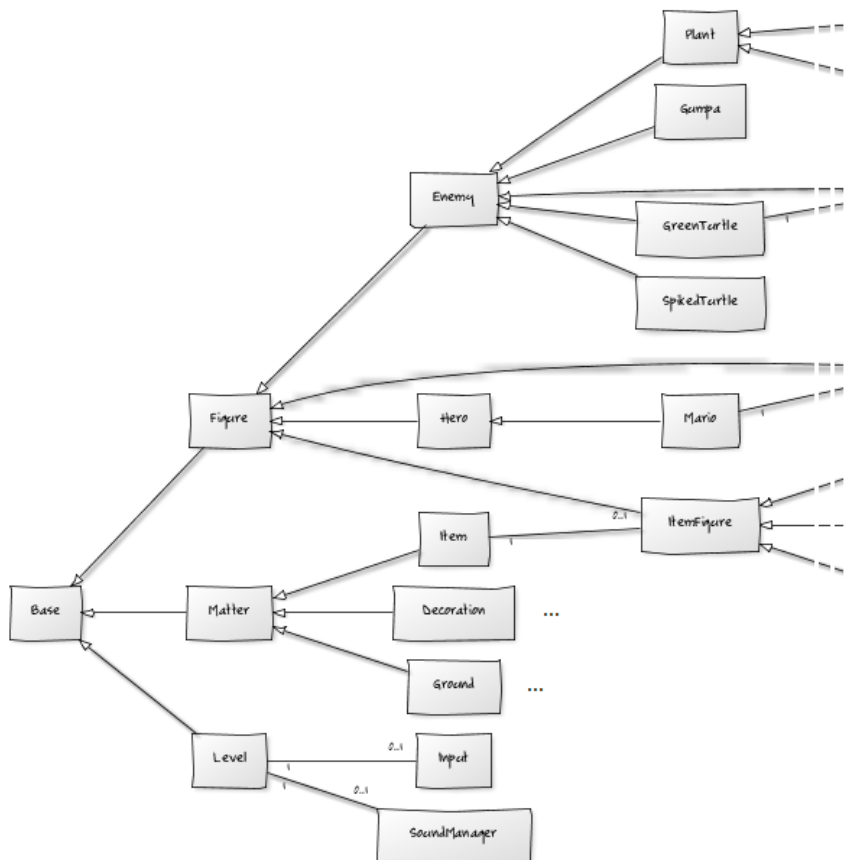 Plant
Gumpa
Enemy
GreenTurtle
1
SpikedTurtle
Figure
Hero
Mario
1
ItemFigure
0..1
Item
1
Base
Matter
Decoration
...
Ground
...
Level
1
0..1
Input
1
0..1
SoundManager